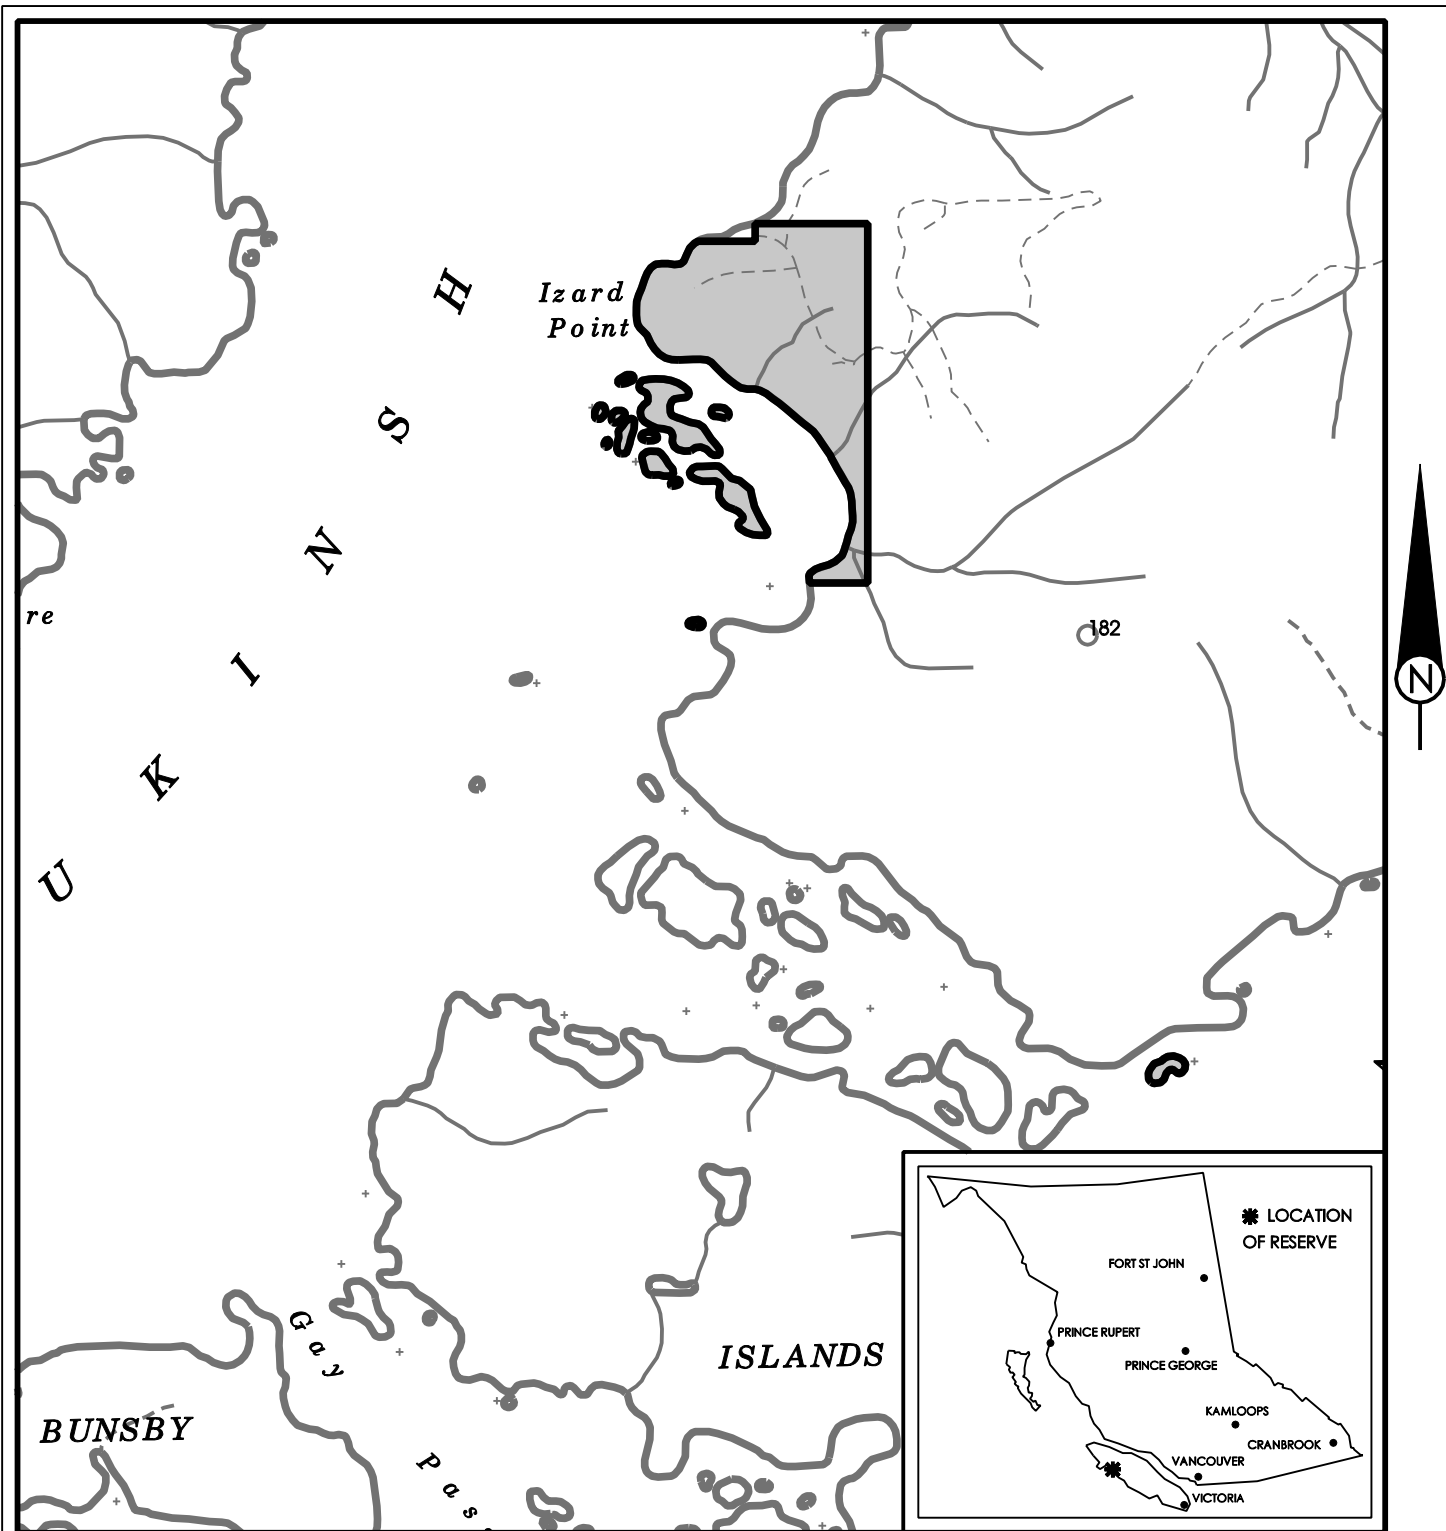 H
Izard
Point
S
N
re
I
182
N
K
U
LOCATION
OF RESERVE
FORT ST JOHN
PRINCE RUPERT
PRINCE GEORGE
KAMLOOPS
CRANBROOK
VANCOUVER
VICTORIA
Gay
ISLANDS
BUNSBY
Pas